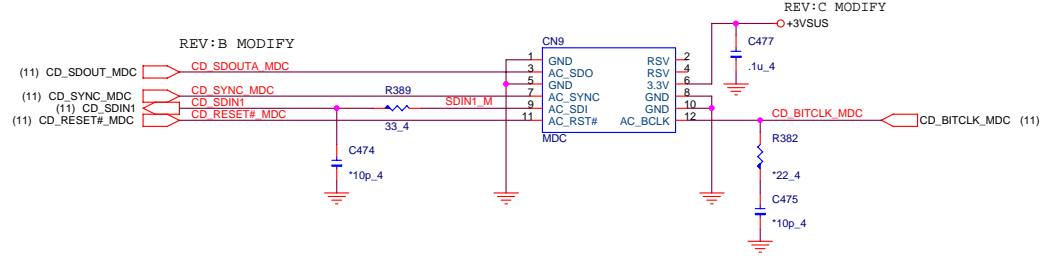 REV:C MODIFY
+3VSUS
REV:B MODIFY
CN9
C477
.1u_4
1 GND RSV 2
(11) CD_SDOUT_MDC CD_SDOUTA_MDC 3 AC_SDO RSV 4
5 GND 3.3V 6
(11) CD_SYNC_MDC CD_SYNC_MDC R389 7 AC_SYNC GND 8
(11) CD_SDIN1 CD_SDIN1 SDIN1_M 9 AC_SDI GND 10
(11) CD_RESET#_MDC CD_RESET#_MDC 33_4 11 AC_RST# AC_BCLK 12 CD_BITCLK_MDC CD_BITCLK_MDC (11)
MDC
R382
C474
*10p_4
*22_4
C475
*10p_4